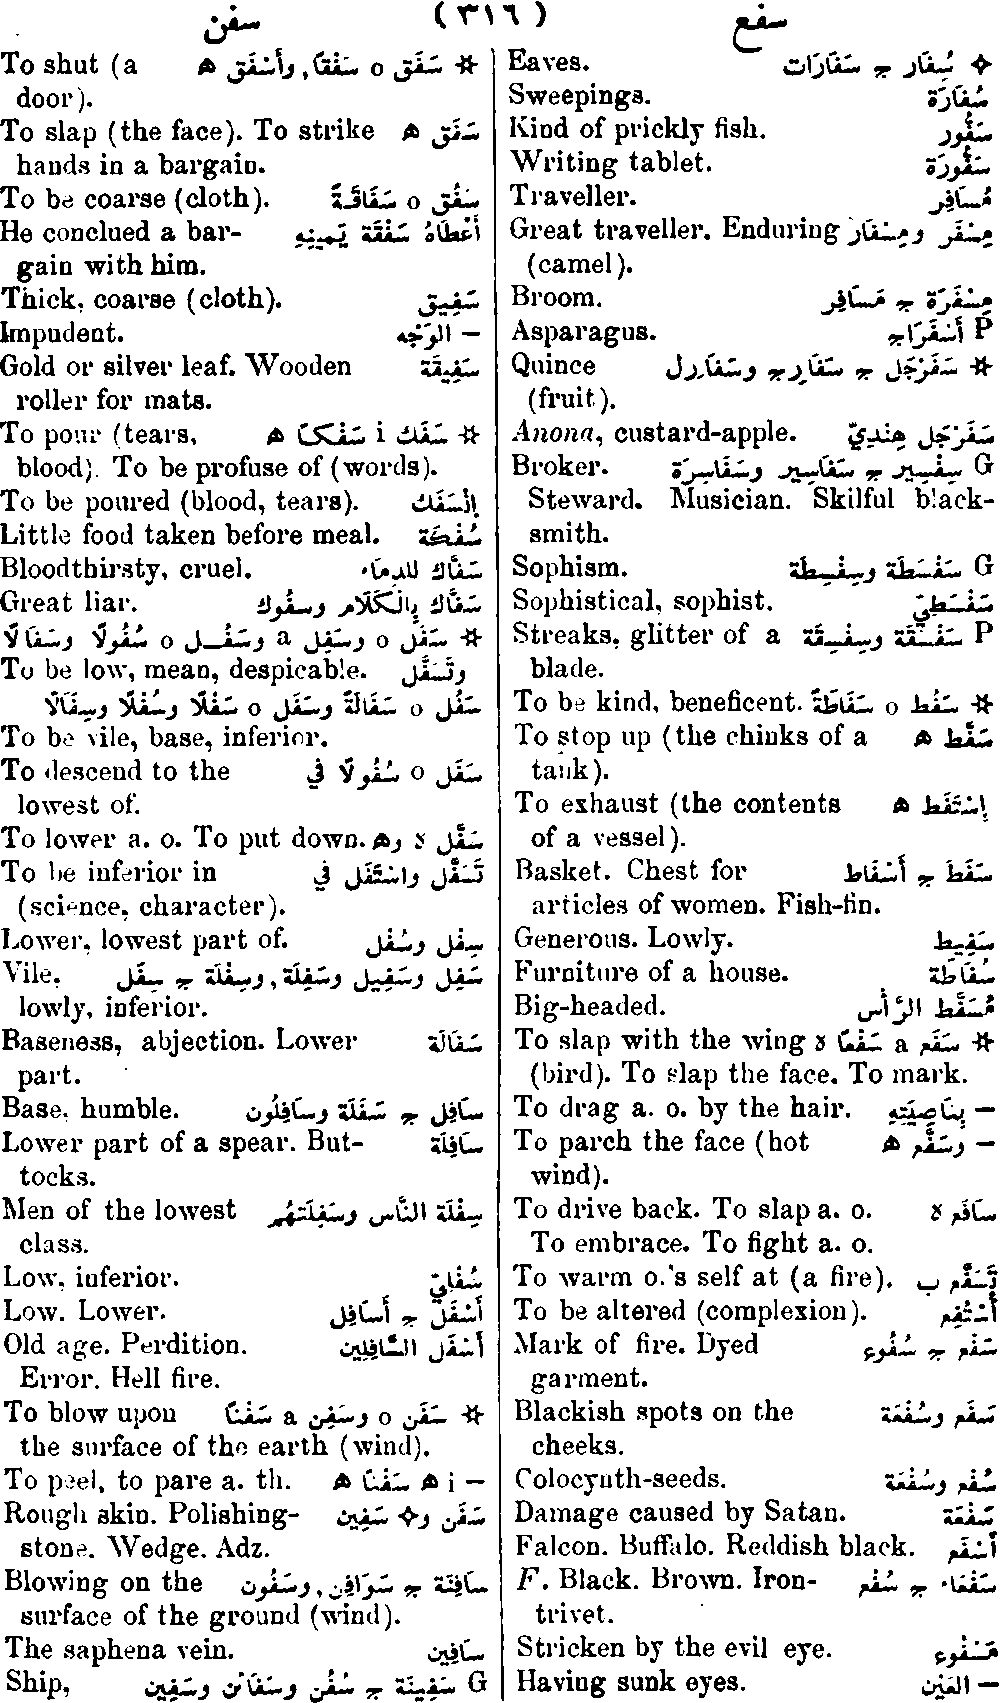 سفن ( ٣١٦ ) سفع
Eaves. ✧ سُِفَار ج سَفَارَات
Sweepings. سُفَارَة
Kind of prickly fish. سَفُّور
Writing tablet. سَفُّورَة
Traveller. مُسَافِر
Great traveller. Enduring مِسْفَر ومِسْفَار
(camel).
Broom. مِسْفَرَة ج مَسَافِر
Asparagus. P أَسْفَرَاج
Quince * سَفَرْجَل ج سَفَارِج وسَفَارِل
(fruit).
Anona, custard-apple. سَفَرْجَل هِنْدِيّ
Broker. G سِفْسِير ج سَفَاسِير وسَفَاسِرَة
Steward. Musician. Skilful black-
smith.
Sophism. G سَفْسَطَة وسِفْسِطَة
Sophistical, sophist. سَفْسَطِيّ
Streaks, glitter of a P سَفْسَقَة وسِفْسِقَة
blade.
To be kind, beneficent. * سَفُط o سَفَاطَةً
To stop up (the chinks of a سَفَّط ه
tank).
To exhaust (the contents إِسْتَفَط ه
of a vessel).
Basket. Chest for سَفَط ج أَسْفَاط
articles of women. Fish-fin.
Generous. Lowly. سَفِيط
Furniture of a house. سُفَاطَة
Big-headed. مُسَفَّط الرَّأْس
To slap with the wing * سَفَع a سَفْعًا ه
(bird). To slap the face. To mark.
To drag a. o. by the hair. — بِنَاصِيَتِهِ
To parch the face (hot — وسَفَّع ه
wind).
To drive back. To slap a. o. سَافَع ه
To embrace. To fight a. o.
To warm o.'s self at (a fire). تَسَفَّع ب
To be altered (complexion). أُسْتُفِع
Mark of fire. Dyed سَفْع ج سُفُوع
garment.
Blackish spots on the سَفَع وسُفْعَة
cheeks.
Colocynth-seeds. سُفْع وسُفْعَة
Damage caused by Satan. سَفْعَة
Falcon. Buffalo. Reddish black. أَسْفَع
F. Black. Brown. Iron- سَفْعَاء ج سُفْع
trivet.
Stricken by the evil eye. مَسْفُوع
Having sunk eyes. — العَيْن
To shut (a * سَفَق o سَفْقًا, وأَسْفَق ه
door).
To slap (the face). To strike سَفَق ه
hands in a bargain.
To be coarse (cloth). سَفُق o سَفَاقَةً
He conclued a bar- أَعْطَاهُ سَفْقَة يَمِينِهِ
gain with him.
Thick, coarse (cloth). سَفِيق
Impudent. — الوَجْه
Gold or silver leaf. Wooden سَفِيقَة
roller for mats.
To pour (tears, * سَفَك i سَفْكًا ه
blood). To be profuse of (words).
To be poured (blood, tears). إِنْسَفَك
Little food taken before meal. سُفْكَة
Bloodthirsty, cruel. سَفَّاك للدِمَاء
Great liar. سَفَّاك بِالْكَلَام وسَفُوك
* سَفَل o وسَفِل a وسَفُل o سُفُولًا وسَفَالًا
To be low, mean, despicable. وتَسَفَّل
سَفُل o سَفَالَةً وسَفَل o سَفْلًا وسُفْلًا وسِفَالًا
To be vile, base, inferior.
To descend to the سَفَل o سُفُولًا في
lowest of.
To lower a. o. To put down. سَفَّل ه وه
To be inferior in تَسَفَّل واسْتَفَل في
(science, character).
Lower, lowest part of. سِفْل وسُفْل
Vile, سَفِل وسَفِيل وسَفِلَة, وسِفْلَة ج سِفَل
lowly, inferior.
Baseness, abjection. Lower سَفَالَة
part.
Base, humble. سَافِل ج سَفَلَة وسَافِلُون
Lower part of a spear. But- سَافِلَة
tocks.
Men of the lowest سِفْلَة النَّاس وسَفِلَتهُم
class.
Low, inferior. سُفْلِيّ
Low. Lower. أَسْفَل ج أَسَافِل
Old age. Perdition. أَسْفَل السَّافِلِين
Error. Hell fire.
To blow upon * سَفَن o وسَفِن a سَفْنًا
the surface of the earth (wind).
To peel, to pare a. th. — i ه سَفْنًا ه
Rough skin. Polishing- سَفَن و✧ سَفِين
stone. Wedge. Adz.
Blowing on the سَافِنَة ج سَوَافِن, وسَفُون
surface of the ground (wind).
The saphena vein. سَافِين
Ship, G سَفِينَة ج سُفُن وسَفَائِن وسَفِين